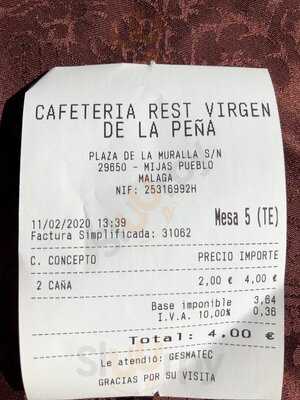 CAFETERIA REST VIRGEN
DE LA PEÑA
PLAZA DE LA MURALLA S/N
29650 - MIJAS PUEBLO
MALAGA
NIF: 25316992H
11/02/2020 13:39 Mesa 5 (TE)
Factura Simplificada: 31062
C. CONCEPTO PRECIO IMPORTE
2 CAÑA 2,00 € 4,00 €
Base imponible 3,64
I.V.A. 10,00% 0,36
Total: 4,00 €
Le atendió: GESMATEC
GRACIAS POR SU VISITA